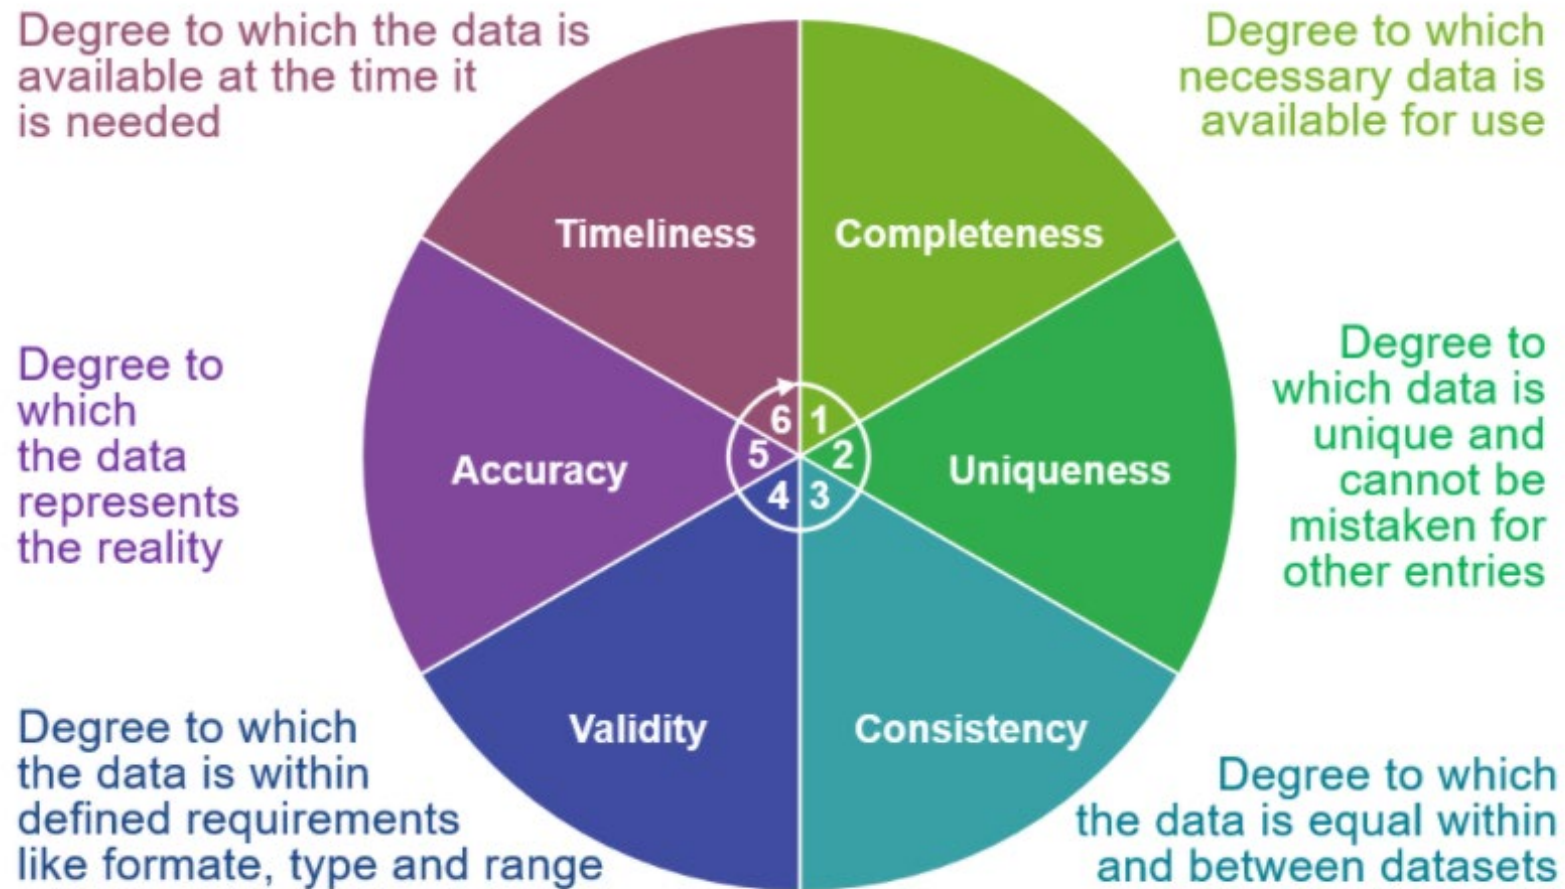 Degree to which the data is
available at the time it
is needed
Degree to which
necessary data is
available for use
Timeliness
Completeness
Degree to
which
the data
represents
the reality
Accuracy
6
1
5
2
4
3
Uniqueness
Degree to
which data is
unique and
cannot be
mistaken for
other entries
Validity
Consistency
Degree to which
the data is within
defined requirements
like formate, type and range
Degree to which
the data is equal within
and between datasets